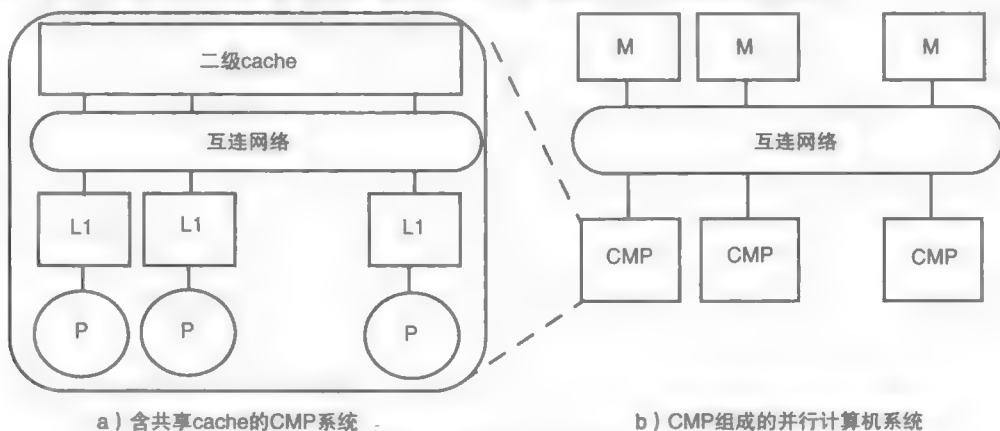 二级cache
互连网络
L1 L1 L1
P P P
a）含共享cache的CMP系统
M M M
互连网络
CMP CMP CMP
b）CMP组成的并行计算机系统